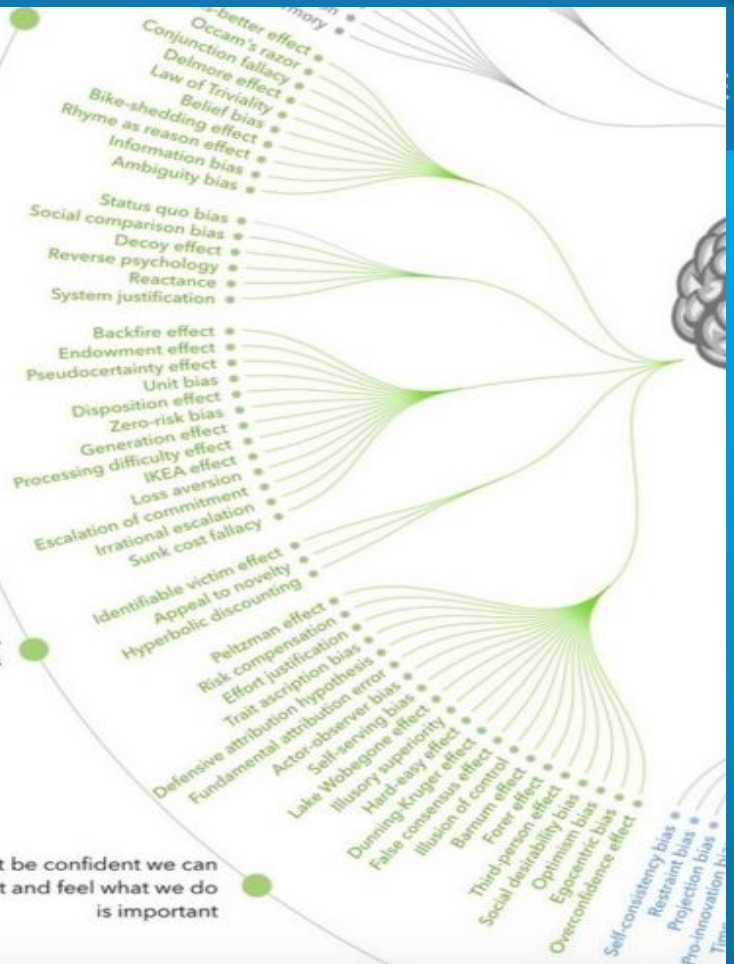 -better effect
Occam's razor
Conjunction fallacy
Delmore effect
Law of Triviality
Belief bias
Bike-shedding effect
Rhyme as reason effect
Information bias
Ambiguity bias
Status quo bias
Social comparison bias
Decoy effect
Reverse psychology
Reactance
System justification
Backfire effect
Endowment effect
Pseudocertainty effect
Unit bias
Disposition effect
Zero-risk bias
Generation effect
Processing difficulty effect
IKEA effect
Loss aversion
Escalation of commitment
Irrational escalation
Sunk cost fallacy
Identifiable victim effect
Appeal to novelty
Hyperbolic discounting
Peltzman effect
Risk compensation
Effort justification
Trait ascription bias
Defensive attribution hypothesis
Fundamental attribution error
Actor-observer bias
Self-serving bias
Lake Wobegone effect
Illusory superiority
Hard-easy effect
Dunning-Kruger effect
False consensus effect
Illusion of control
Barnum effect
Forer effect
Third-person effect
Social desirability bias
Optimism bias
Egocentric bias
Overconfidence effect
Self-consistency bias
Restraint bias
Projection bias
Pro-innovation bia
Time
t be confident we can
t and feel what we do
is important